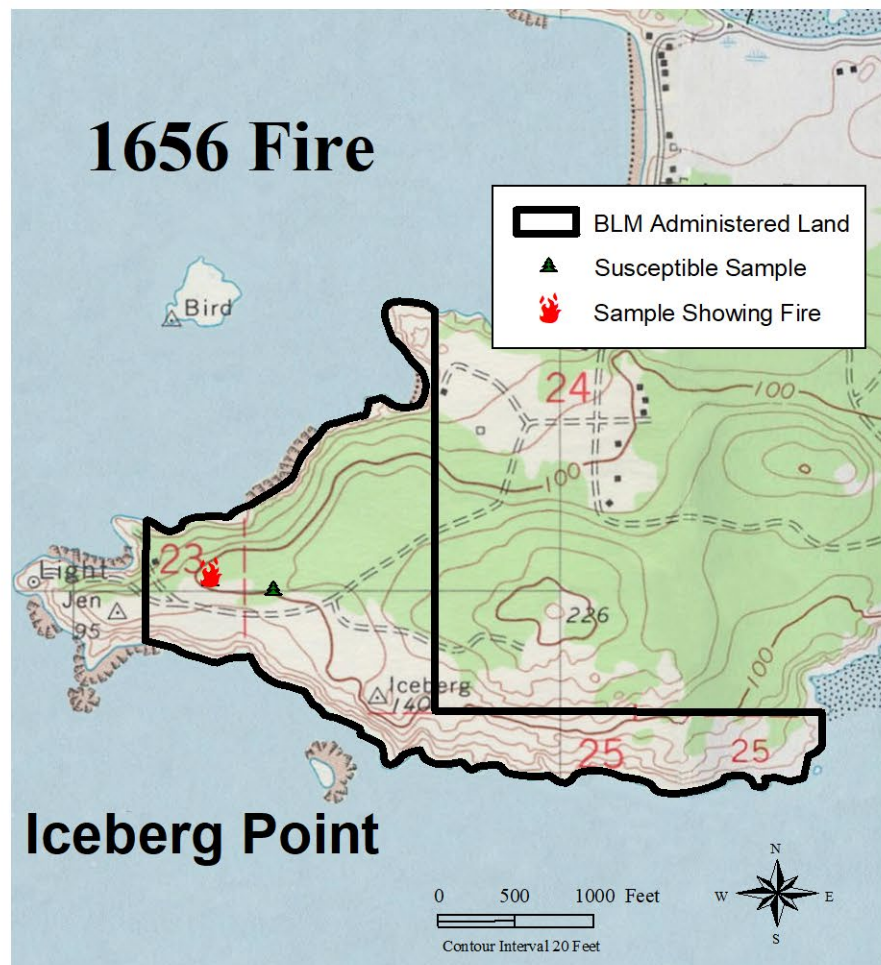 1656 Fire
BLM Administered Land
Susceptible Sample
Sample Showing Fire
Bird
24
100
100
23
Light
Jen
95
226
100
Iceberg
140
25
25
Iceberg Point
0 500 1000 Feet
Contour Interval 20 Feet
N
W E
S